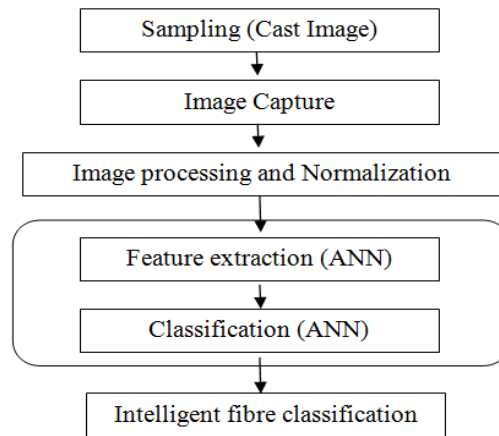 Sampling (Cast Image)
Image Capture
Image processing and Normalization
Feature extraction (ANN)
Classification (ANN)
Intelligent fibre classification